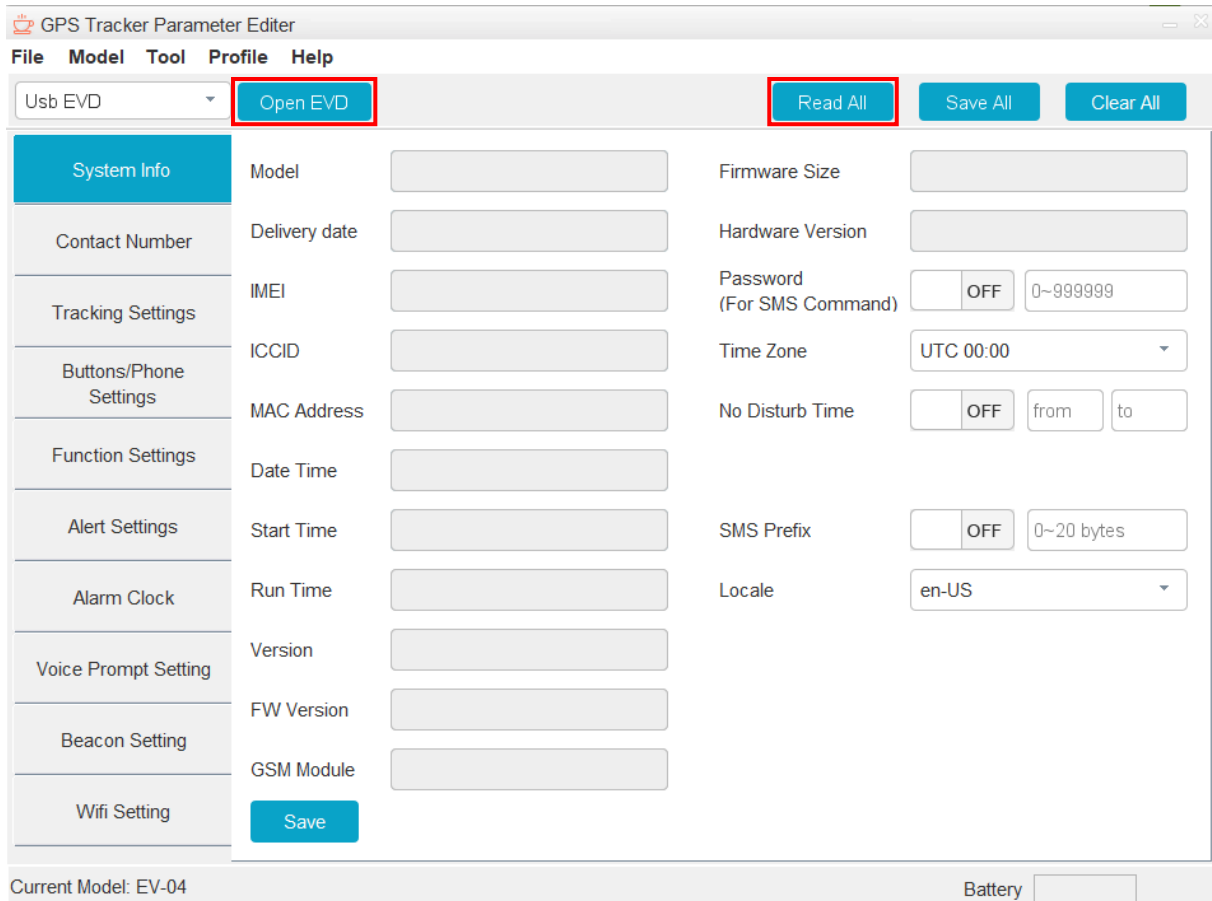 GPS Tracker Parameter Editer
File Model Tool Profile Help
Usb EVD Open EVD Read All Save All Clear All
System Info
Contact Number
Tracking Settings
Buttons/Phone
Settings
Function Settings
Alert Settings
Alarm Clock
Voice Prompt Setting
Beacon Setting
Wifi Setting
Model
Delivery date
IMEI
ICCID
MAC Address
Date Time
Start Time
Run Time
Version
FW Version
GSM Module
Save
Firmware Size
Hardware Version
Password
(For SMS Command) OFF 0~999999
Time Zone UTC 00:00
No Disturb Time OFF from to
SMS Prefix OFF 0~20 bytes
Locale en-US
Current Model: EV-04 Battery